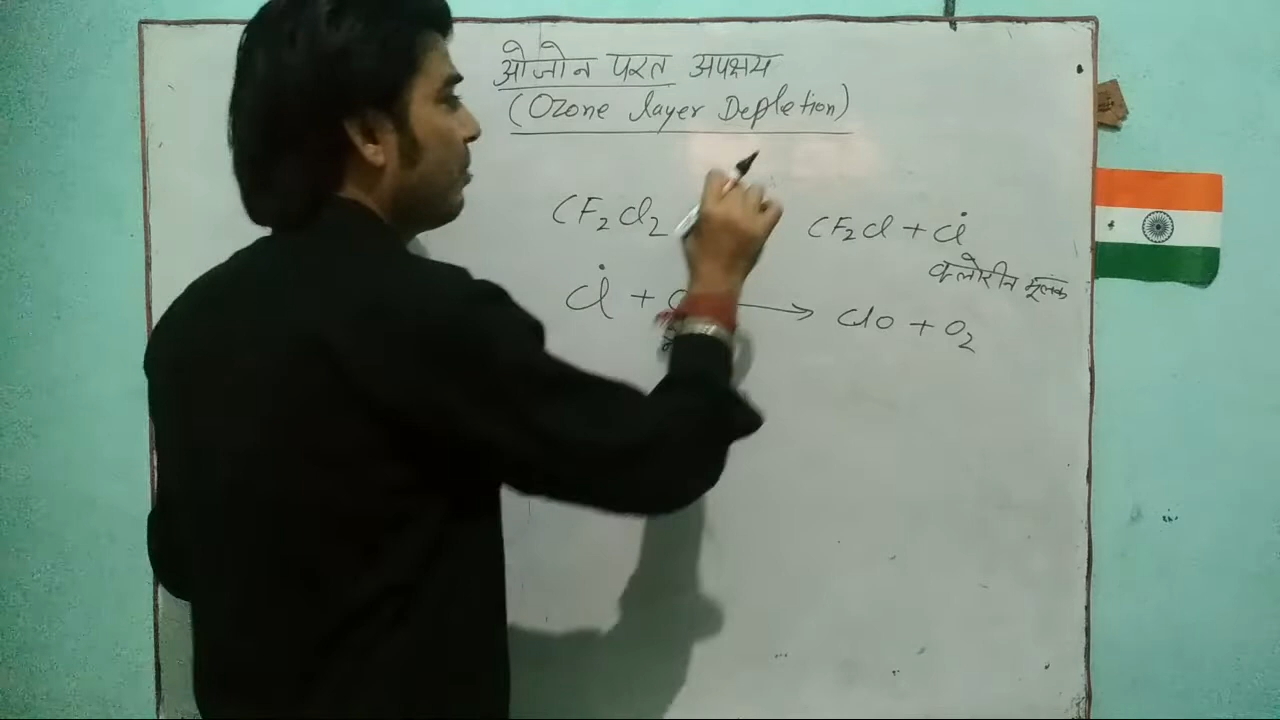 ओजोन परत अपक्षय
(Ozone layer Depletion)
CF₂Cl₂ CF₂Cl + Cl̇
क्लोरीन मूलक
Cl̇ + → ClO + O₂